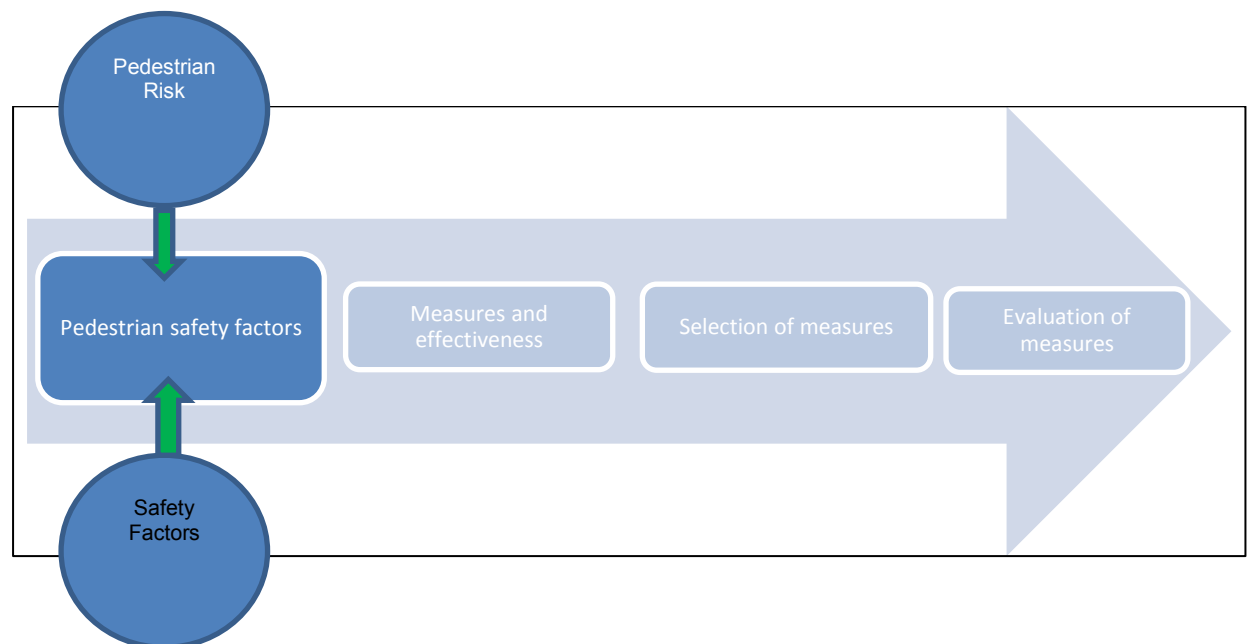 Pedestrian
Risk
Pedestrian safety factors
Measures and
effectiveness
Selection of measures
Evaluation of
measures
Safety
Factors